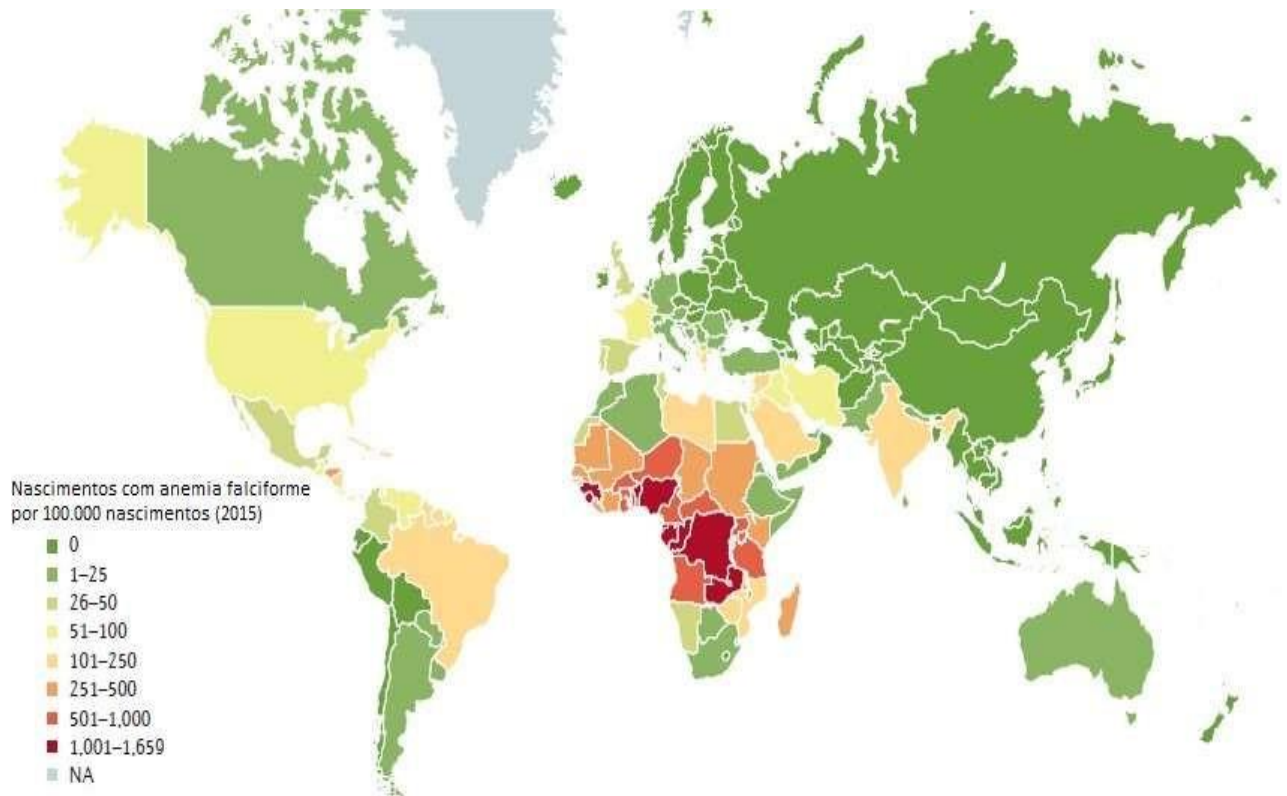 Nascimentos com anemia falciforme
por 100.000 nascimentos (2015)
0
1–25
26–50
51–100
101–250
251–500
501–1,000
1,001–1,659
NA